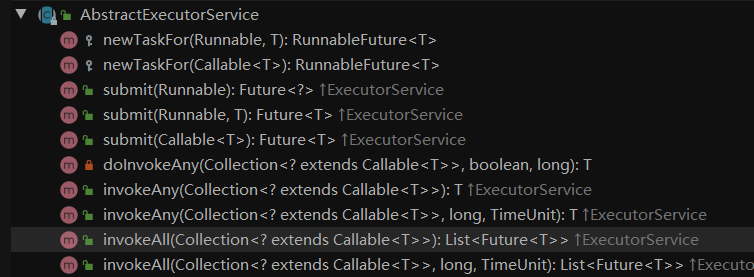 AbstractExecutorService
newTaskFor(Runnable, T): RunnableFuture<T>
newTaskFor(Callable<T>): RunnableFuture<T>
submit(Runnable): Future<?> ↑ExecutorService
submit(Runnable, T): Future<T> ↑ExecutorService
submit(Callable<T>): Future<T> ↑ExecutorService
doInvokeAny(Collection<? extends Callable<T>>, boolean, long): T
invokeAny(Collection<? extends Callable<T>>): T ↑ExecutorService
invokeAny(Collection<? extends Callable<T>>, long, TimeUnit): T ↑ExecutorService
invokeAll(Collection<? extends Callable<T>>): List<Future<T>> ↑ExecutorService
invokeAll(Collection<? extends Callable<T>>, long, TimeUnit): List<Future<T>> ↑Executo